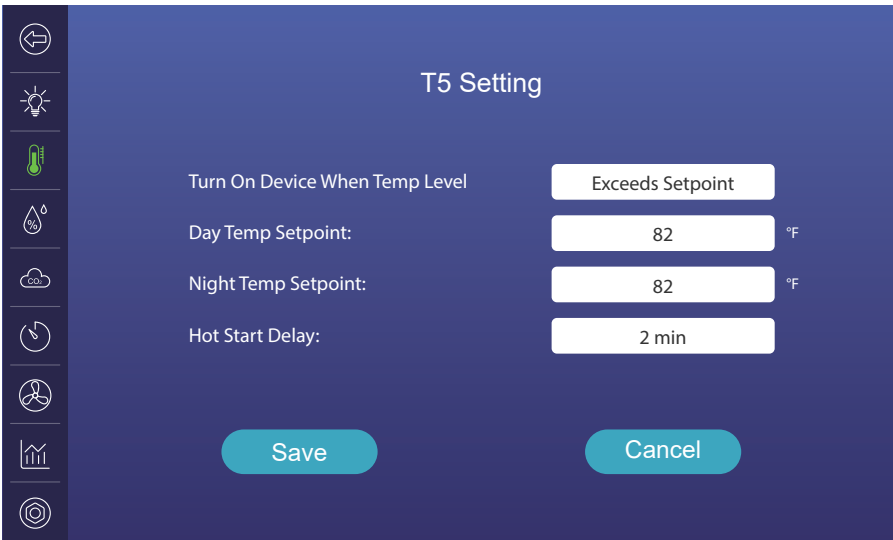 T5 Setting
Turn On Device When Temp Level Exceeds Setpoint
Day Temp Setpoint: 82 °F
Night Temp Setpoint: 82 °F
%
CO₂
Hot Start Delay: 2 min
Save Cancel